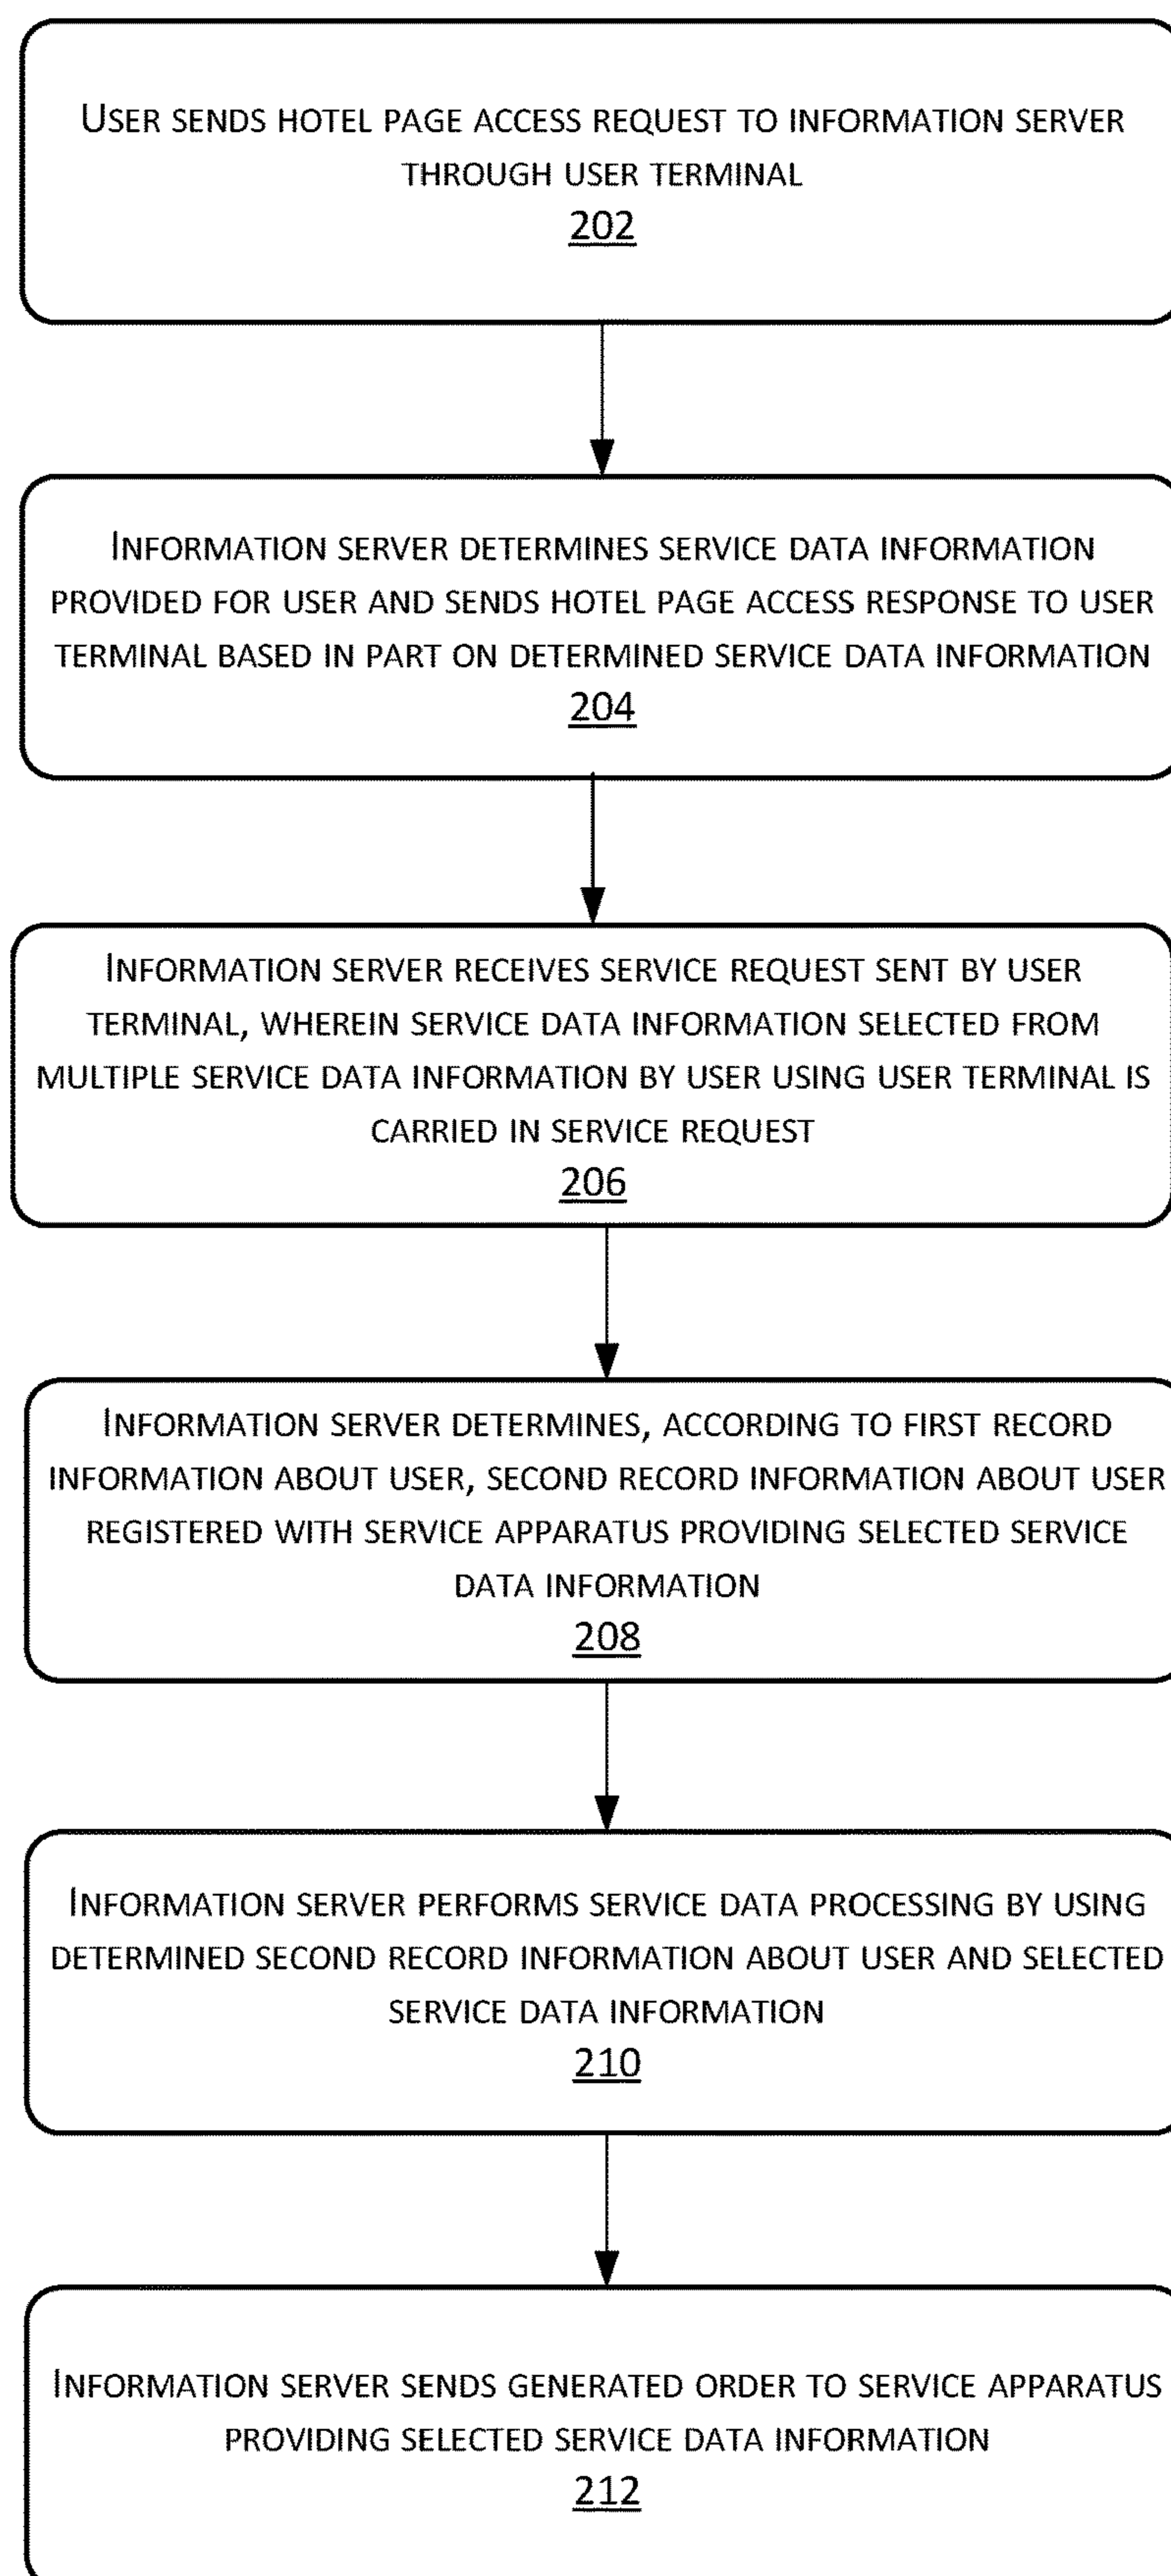 USER SENDS HOTEL PAGE ACCESS REQUEST TO INFORMATION SERVER
THROUGH USER TERMINAL
202
INFORMATION SERVER DETERMINES SERVICE DATA INFORMATION
PROVIDED FOR USER AND SENDS HOTEL PAGE ACCESS RESPONSE TO USER
TERMINAL BASED IN PART ON DETERMINED SERVICE DATA INFORMATION
204
INFORMATION SERVER RECEIVES SERVICE REQUEST SENT BY USER
TERMINAL, WHEREIN SERVICE DATA INFORMATION SELECTED FROM
MULTIPLE SERVICE DATA INFORMATION BY USER USING USER TERMINAL IS
CARRIED IN SERVICE REQUEST
206
INFORMATION SERVER DETERMINES, ACCORDING TO FIRST RECORD
INFORMATION ABOUT USER, SECOND RECORD INFORMATION ABOUT USER
REGISTERED WITH SERVICE APPARATUS PROVIDING SELECTED SERVICE
DATA INFORMATION
208
INFORMATION SERVER PERFORMS SERVICE DATA PROCESSING BY USING
DETERMINED SECOND RECORD INFORMATION ABOUT USER AND SELECTED
SERVICE DATA INFORMATION
210
INFORMATION SERVER SENDS GENERATED ORDER TO SERVICE APPARATUS
PROVIDING SELECTED SERVICE DATA INFORMATION
212